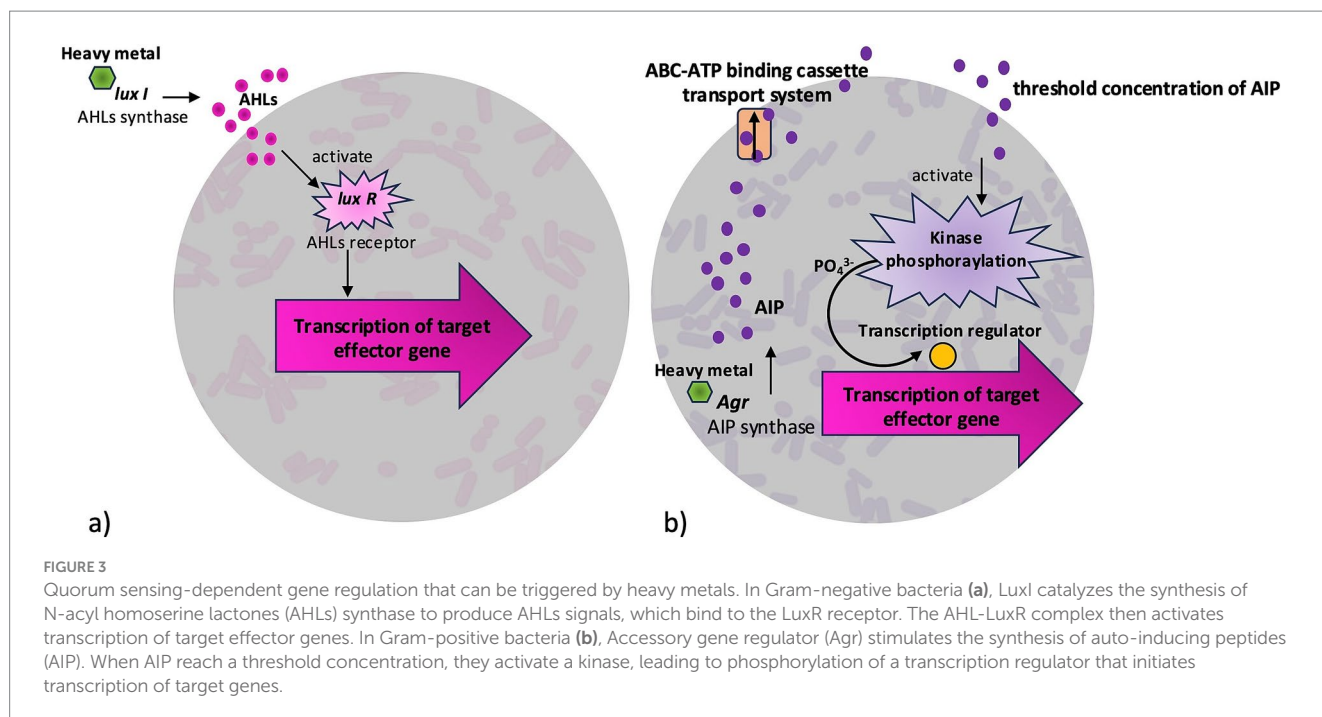 Heavy metal
lux I
AHLs synthase
AHLs
activate
lux R
AHLs receptor
Transcription of target
effector gene
a)
ABC-ATP binding cassette
transport system
threshold concentration of AIP
activate
Kinase
phosphoraylation
PO₄³⁻
AIP
Transcription regulator
Heavy metal
Agr
AIP synthase
Transcription of target
effector gene
b)
FIGURE 3
Quorum sensing-dependent gene regulation that can be triggered by heavy metals. In Gram-negative bacteria (a), LuxI catalyzes the synthesis of
N-acyl homoserine lactones (AHLs) synthase to produce AHLs signals, which bind to the LuxR receptor. The AHL-LuxR complex then activates
transcription of target effector genes. In Gram-positive bacteria (b), Accessory gene regulator (Agr) stimulates the synthesis of auto-inducing peptides
(AIP). When AIP reach a threshold concentration, they activate a kinase, leading to phosphorylation of a transcription regulator that initiates
transcription of target genes.